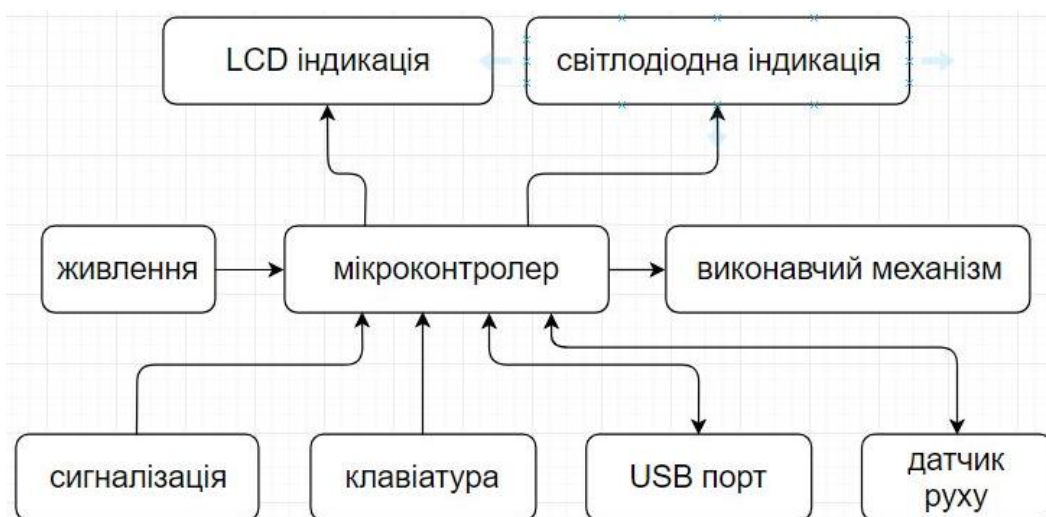 LCD індикація
світлодіодна індикація
живлення
мікроконтролер
виконавчий механізм
сигналізація
клавіатура
USB порт
датчик
руху